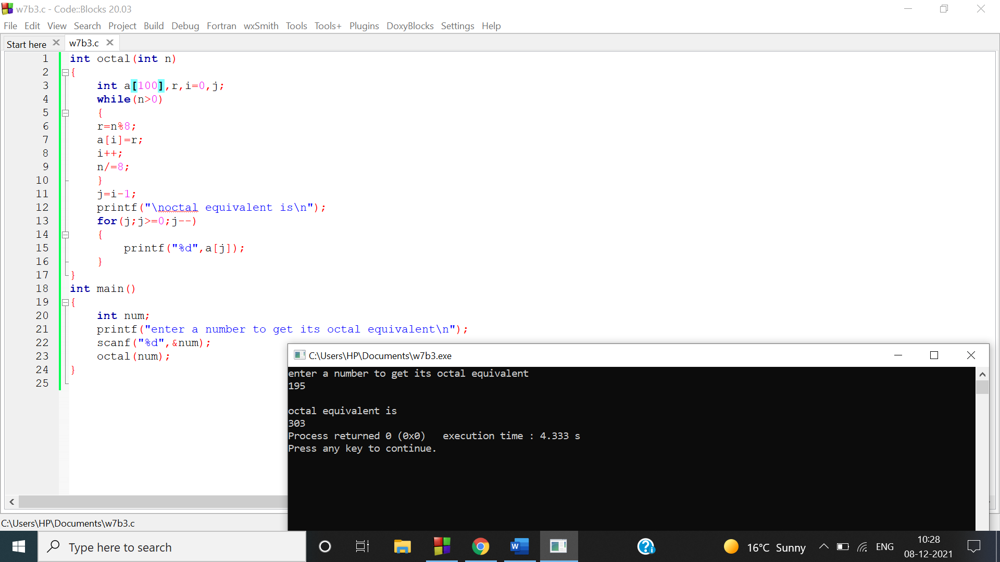 w7b3.c - Code::Blocks 20.03
File Edit View Search Project Build Debug Fortran wxSmith Tools Tools+ Plugins DoxyBlocks Settings Help
Start here w7b3.c
1 int octal(int n)
2 {
3 int a[100],r,i=0,j;
4 while(n>0)
5 {
6 r=n%8;
7 a[i]=r;
8 i++;
9 n/=8;
10 }
11 j=i-1;
12 printf("\noctal equivalent is\n");
13 for(j;j>=0;j--)
14 {
15 printf("%d",a[j]);
16 }
17 }
18 int main()
19 {
20 int num;
21 printf("enter a number to get its octal equivalent\n");
22 scanf("%d",&num);
23 octal(num);
24 }
25
C:\Users\HP\Documents\w7b3.exe
enter a number to get its octal equivalent
195
octal equivalent is
303
Process returned 0 (0x0) execution time : 4.333 s
Press any key to continue.
C:\Users\HP\Documents\w7b3.c
Type here to search
16°C Sunny
ENG
10:28
08-12-2021